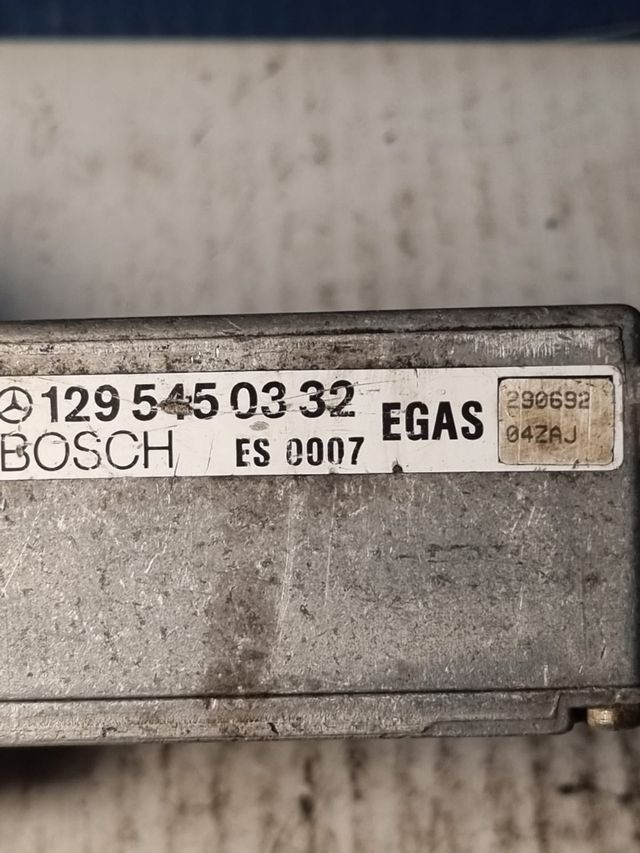 129 545 03 32
BOSCH ES 0007
EGAS
290692
04ZAJ